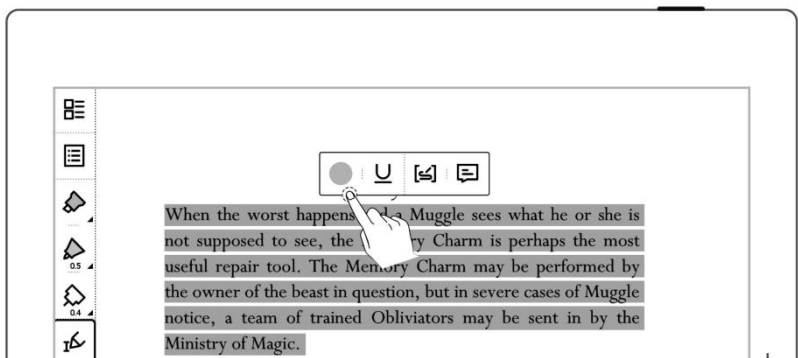 When the worst happens and a Muggle sees what he or she is
not supposed to see, the Memory Charm is perhaps the most
useful repair tool. The Memory Charm may be performed by
the owner of the beast in question, but in severe cases of Muggle
notice, a team of trained Obliviators may be sent in by the
Ministry of Magic.
0.5
0.4